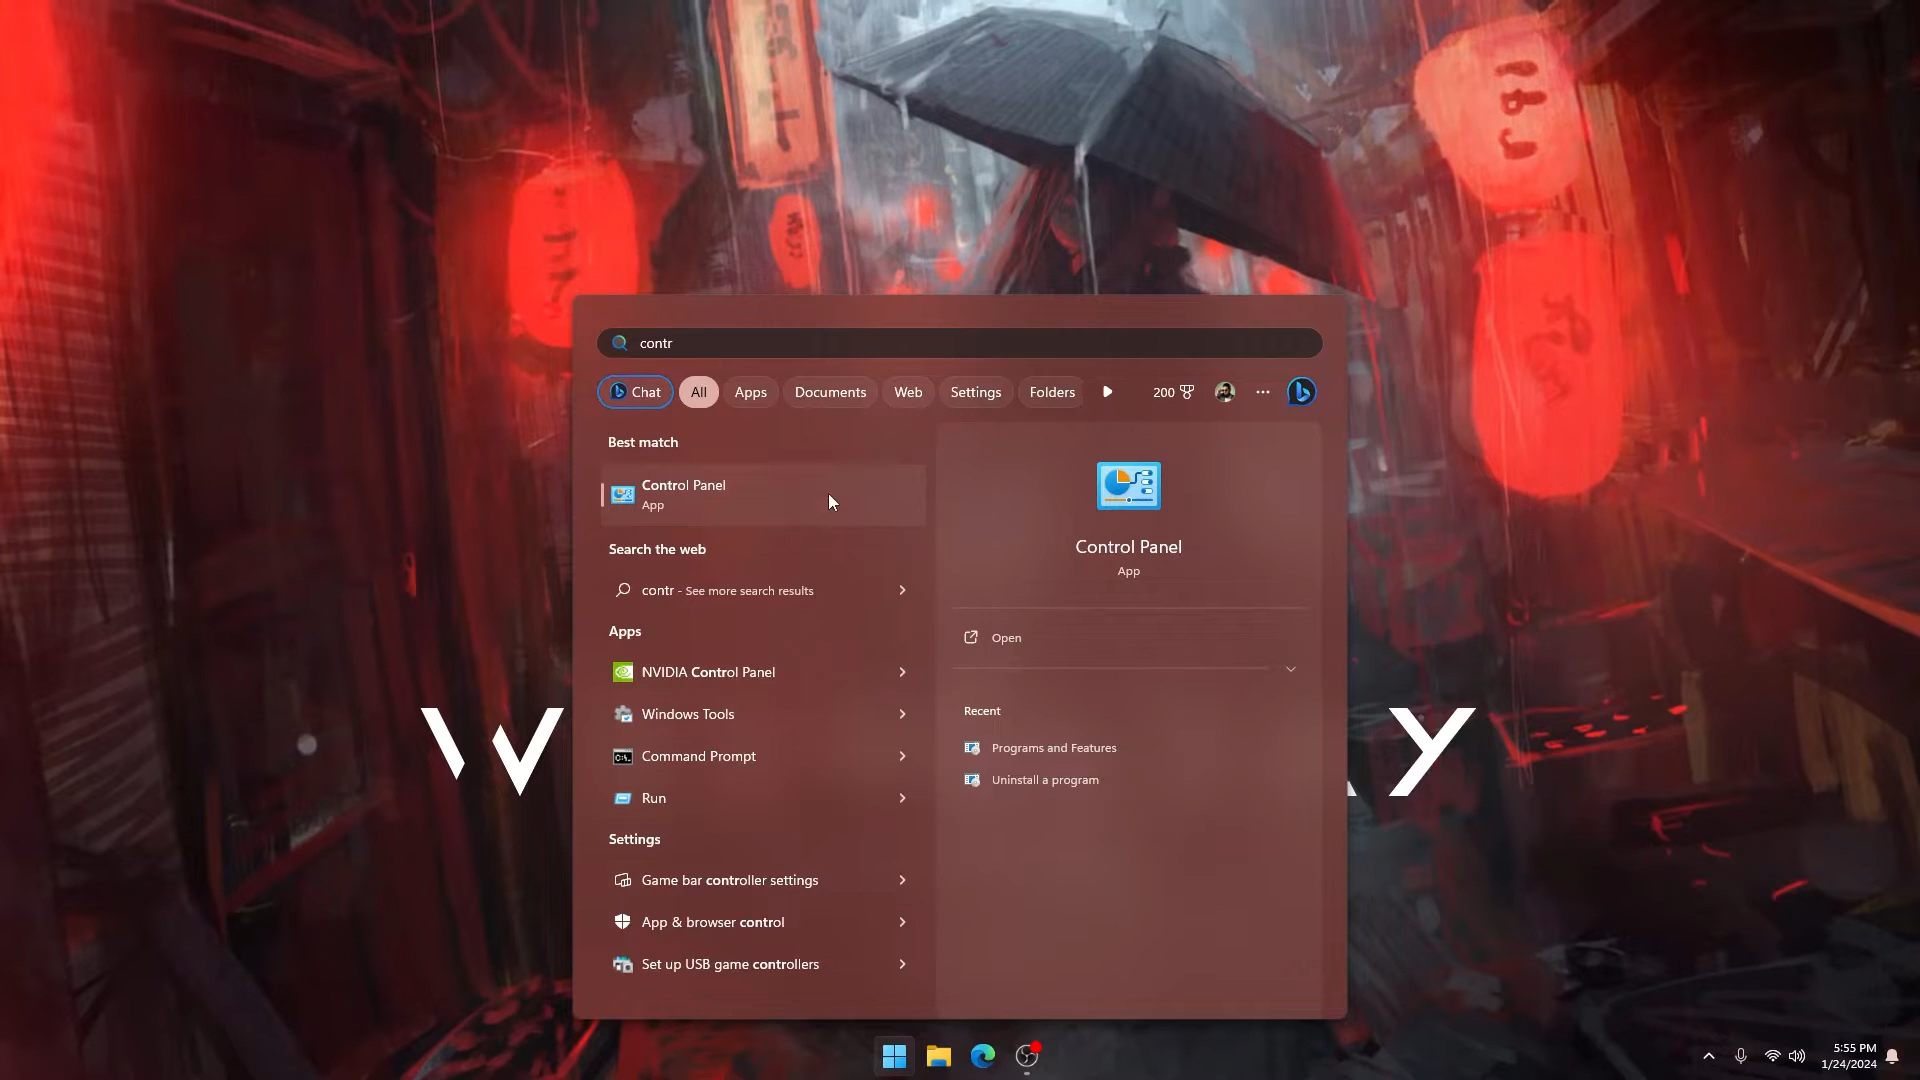 contr
Chat All Apps Documents Web Settings Folders 200
Best match
Control Panel
App
Search the web
contr - See more search results
Apps
NVIDIA Control Panel
Windows Tools
Command Prompt
Run
Settings
Game bar controller settings
App & browser control
Set up USB game controllers
Control Panel
App
Open
Recent
Programs and Features
Uninstall a program
W
Y
5:55 PM
1/24/2024